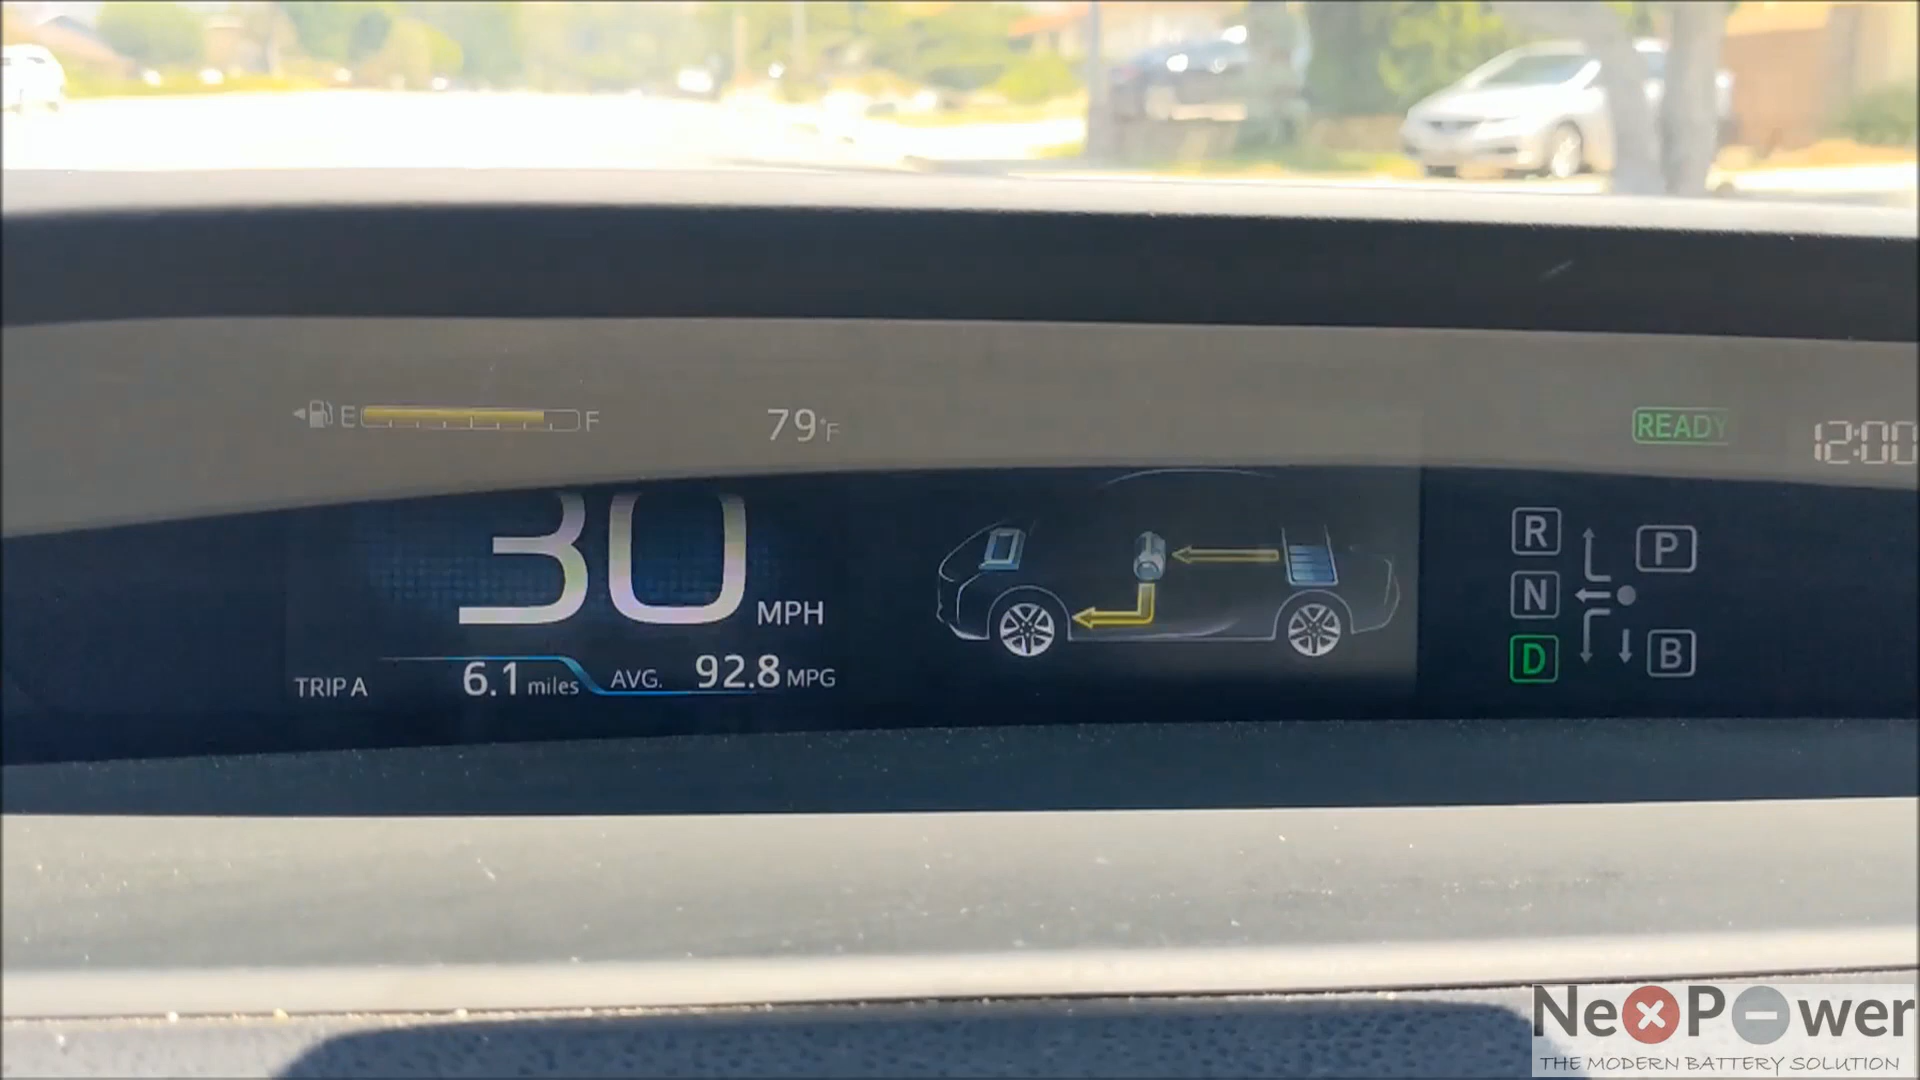 E F
79°F
READY
12:00
30 MPH
TRIP A 6.1 miles AVG. 92.8 MPG
R
P
N
D
B
NexPower
THE MODERN BATTERY SOLUTION